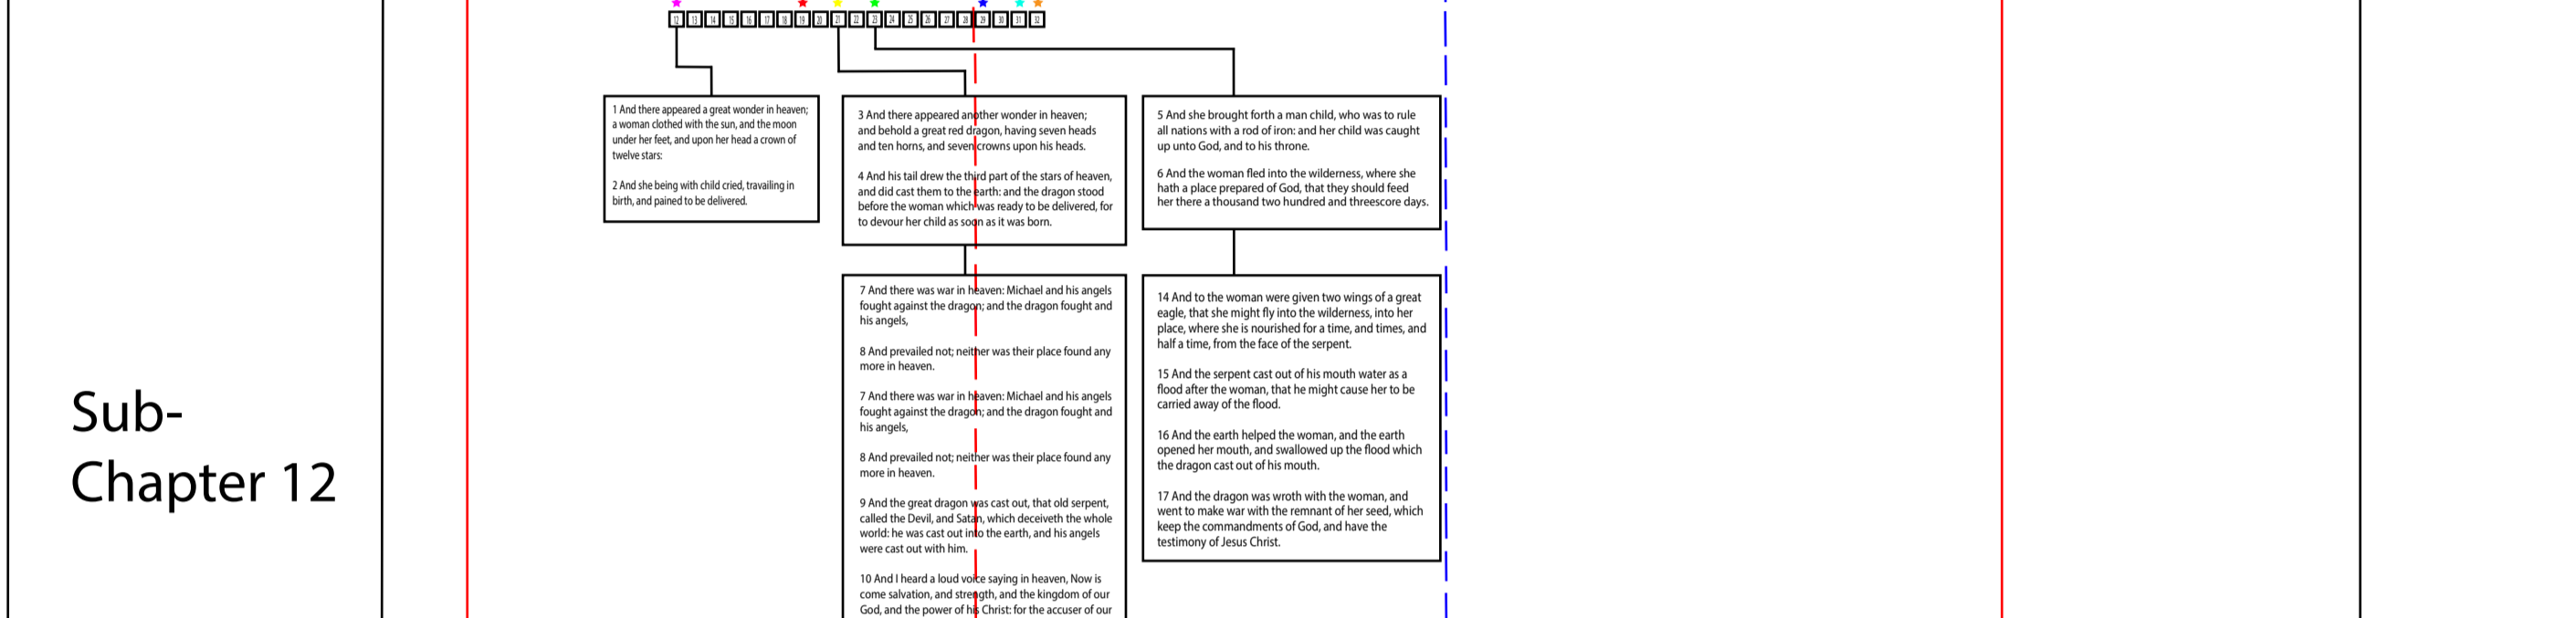 12 13 14 15 16 17 18 19 20 21 22 23 24 25 26 27 28 29 30 31 32
1 And there appeared a great wonder in heaven;
a woman clothed with the sun, and the moon
under her feet, and upon her head a crown of
twelve stars:
2 And she being with child cried, travailing in
birth, and pained to be delivered.
3 And there appeared another wonder in heaven;
and behold a great red dragon, having seven heads
and ten horns, and seven crowns upon his heads.
4 And his tail drew the third part of the stars of heaven,
and did cast them to the earth: and the dragon stood
before the woman which was ready to be delivered, for
to devour her child as soon as it was born.
5 And she brought forth a man child, who was to rule
all nations with a rod of iron: and her child was caught
up unto God, and to his throne.
6 And the woman fled into the wilderness, where she
hath a place prepared of God, that they should feed
her there a thousand two hundred and threescore days.
7 And there was war in heaven: Michael and his angels
fought against the dragon; and the dragon fought and
his angels,
8 And prevailed not; neither was their place found any
more in heaven.
7 And there was war in heaven: Michael and his angels
fought against the dragon; and the dragon fought and
his angels,
8 And prevailed not; neither was their place found any
more in heaven.
9 And the great dragon was cast out, that old serpent,
called the Devil, and Satan, which deceiveth the whole
world: he was cast out into the earth, and his angels
were cast out with him.
10 And I heard a loud voice saying in heaven, Now is
come salvation, and strength, and the kingdom of our
God, and the power of his Christ: for the accuser of our
14 And to the woman were given two wings of a great
eagle, that she might fly into the wilderness, into her
place, where she is nourished for a time, and times, and
half a time, from the face of the serpent.
15 And the serpent cast out of his mouth water as a
flood after the woman, that he might cause her to be
carried away of the flood.
16 And the earth helped the woman, and the earth
opened her mouth, and swallowed up the flood which
the dragon cast out of his mouth.
17 And the dragon was wroth with the woman, and
went to make war with the remnant of her seed, which
keep the commandments of God, and have the
testimony of Jesus Christ.
Sub-
Chapter 12